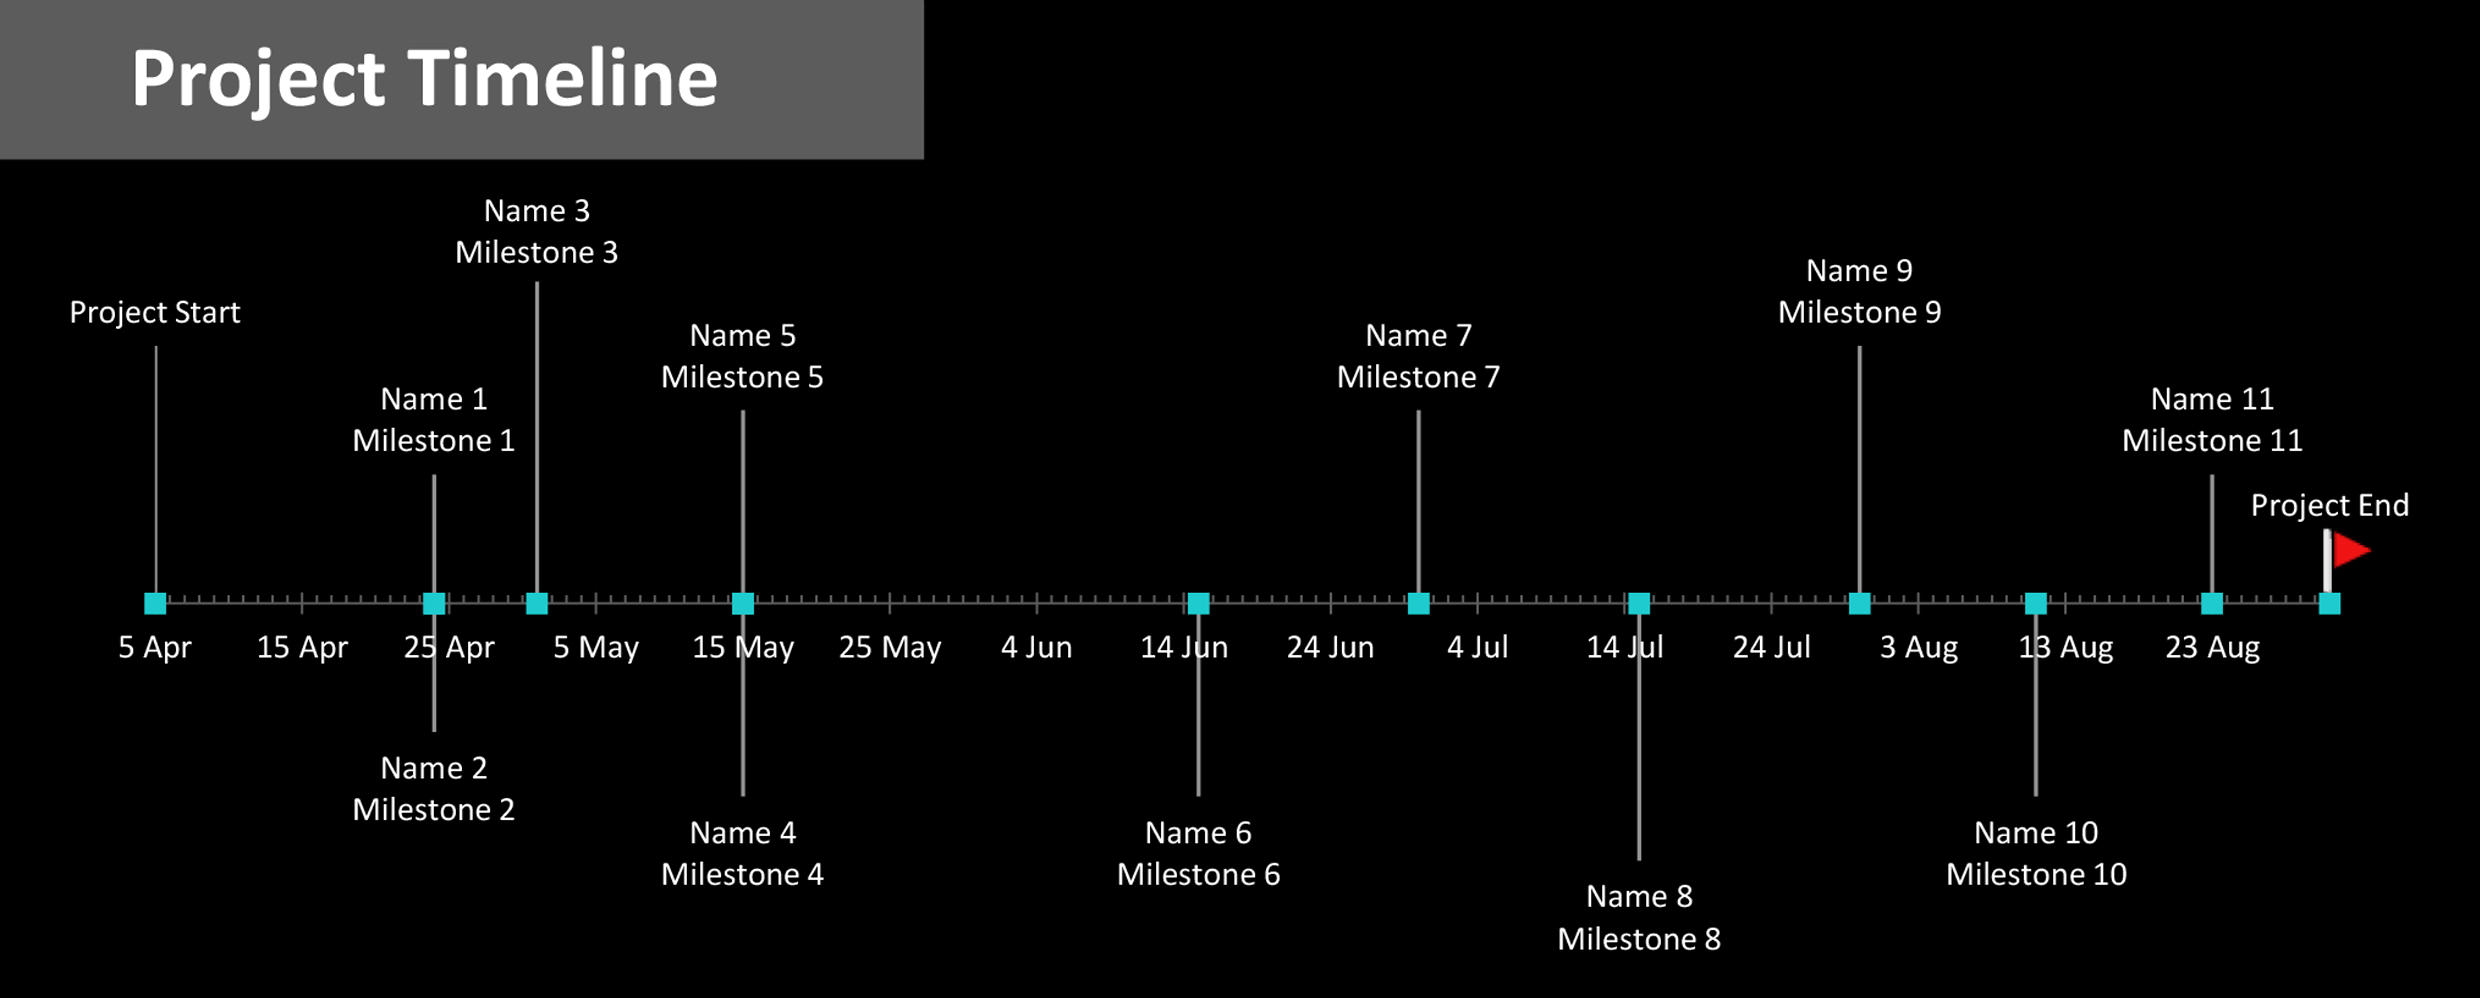 Project Timeline
Name 3
Milestone 3
Name 9
Milestone 9
Project Start
Name 5
Milestone 5
Name 7
Milestone 7
Name 1
Milestone 1
Name 11
Milestone 11
Project End
5 Apr
15 Apr
25 Apr
5 May
15 May
25 May
4 Jun
14 Jun
24 Jun
4 Jul
14 Jul
24 Jul
3 Aug
13 Aug
23 Aug
Name 2
Milestone 2
Name 4
Milestone 4
Name 6
Milestone 6
Name 10
Milestone 10
Name 8
Milestone 8